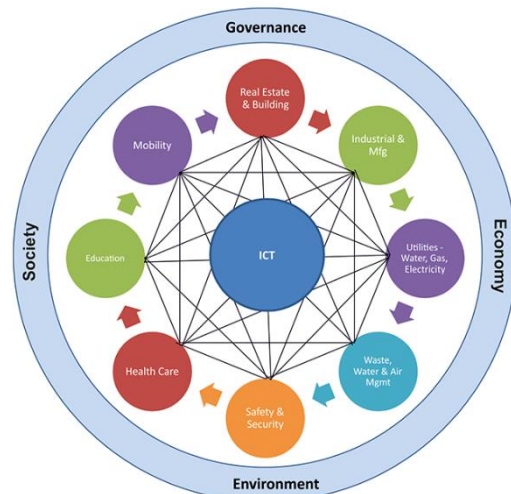 Governance
Real Estate
& Building
Mobility
Industrial &
Mfg
Society
Education
ICT
Utilities -
Water, Gas,
Electricity
Economy
Health Care
Waste,
Water & Air
Mgmt
Safety &
Security
Environment